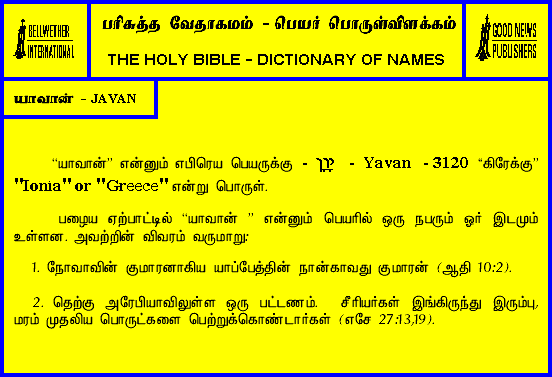 BELLWETHER
INTERNATIONAL
பரிசுத்த வேதாகமம் - பெயர் பொருள்விளக்கம்
THE HOLY BIBLE - DICTIONARY OF NAMES
GOOD NEWS
PUBLISHERS
யாவான் - JAVAN
“யாவான்” என்னும் எபிரெய பெயருக்கு - יָוָן - Yavan - 3120 “கிரேக்கு”
"Ionia" or "Greece" என்று பொருள்.
பழைய ஏற்பாட்டில் “யாவான் ” என்னும் பெயரில் ஒரு நபரும் ஓர் இடமும்
உள்ளன. அவற்றின் விவரம் வருமாறு:
1. நோவாவின் குமாரனாகிய யாப்பேத்தின் நான்காவது குமாரன் (ஆதி 10:2).
2. தெற்கு அரேபியாவிலுள்ள ஒரு பட்டணம். சீரியர்கள் இங்கிருந்து இரும்பு,
மரம் முதலிய பொருட்களை பெற்றுக்கொண்டார்கள் (எசே 27:13,19).